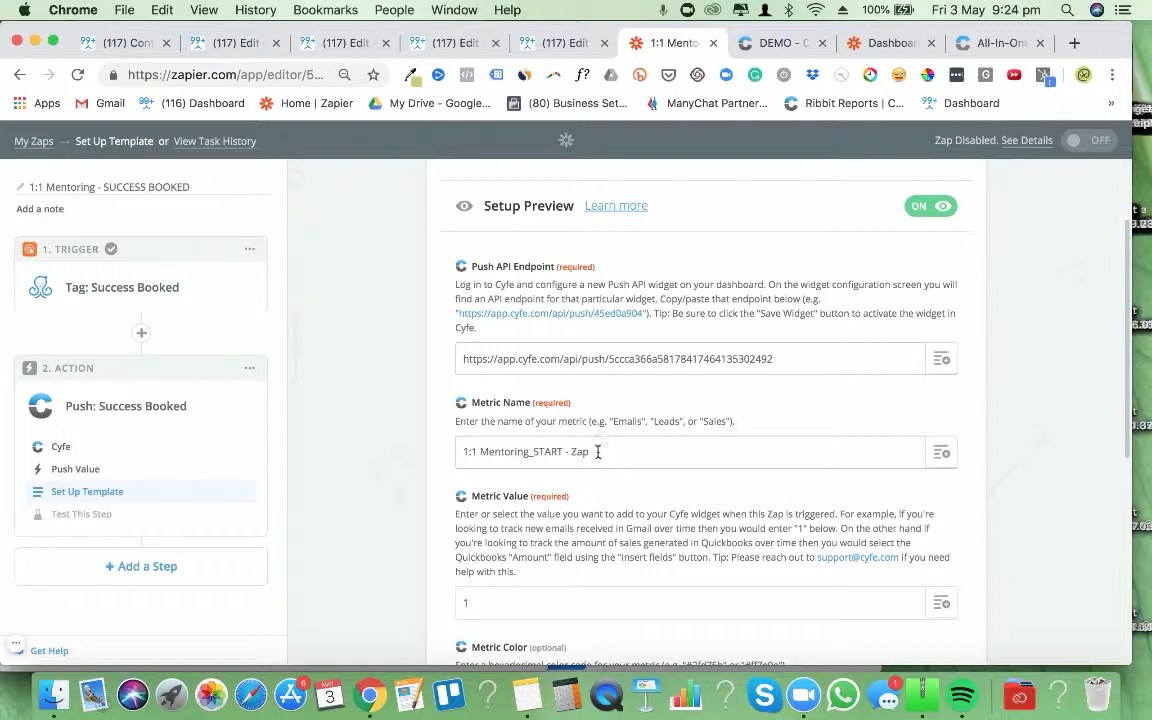 Chrome File Edit View History Bookmarks People Window Help 100% Fri 3 May 9:24 pm
(117) Cont (117) Edit (117) Edit (117) Edit (117) Edit 1:1 Mento DEMO - C Dashboar All-In-One
https://zapier.com/app/editor/5...
Apps Gmail (116) Dashboard Home | Zapier My Drive - Google... (80) Business Set... ManyChat Partner... Ribbit Reports | C... Dashboard »
My Zaps → Set Up Template or View Task History Zap Disabled. See Details OFF
1:1 Mentoring - SUCCESS BOOKED
Add a note
1. TRIGGER
Tag: Success Booked
2. ACTION
Push: Success Booked
Cyfe
Push Value
Set Up Template
Test This Step
+ Add a Step
Get Help
Setup Preview Learn more ON
Push API Endpoint (required)
Log in to Cyfe and configure a new Push API widget on your dashboard. On the widget configuration screen you will
find an API endpoint for that particular widget. Copy/paste that endpoint below (e.g.
"https://app.cyfe.com/api/push/45ed0a904"). Tip: Be sure to click the "Save Widget" button to activate the widget in
Cyfe.
https://app.cyfe.com/api/push/5ccca366a58178417464135302492
Metric Name (required)
Enter the name of your metric (e.g. "Emails", "Leads", or "Sales").
1:1 Mentoring_START - Zap
Metric Value (required)
Enter or select the value you want to add to your Cyfe widget when this Zap is triggered. For example, if you're
looking to track new emails received in Gmail over time then you would enter "1" below. On the other hand if
you're looking to track the amount of sales generated in Quickbooks over time then you would select the
Quickbooks "Amount" field using the "Insert fields" button. Tip: Please reach out to support@cyfe.com if you need
help with this.
1
Metric Color (optional)